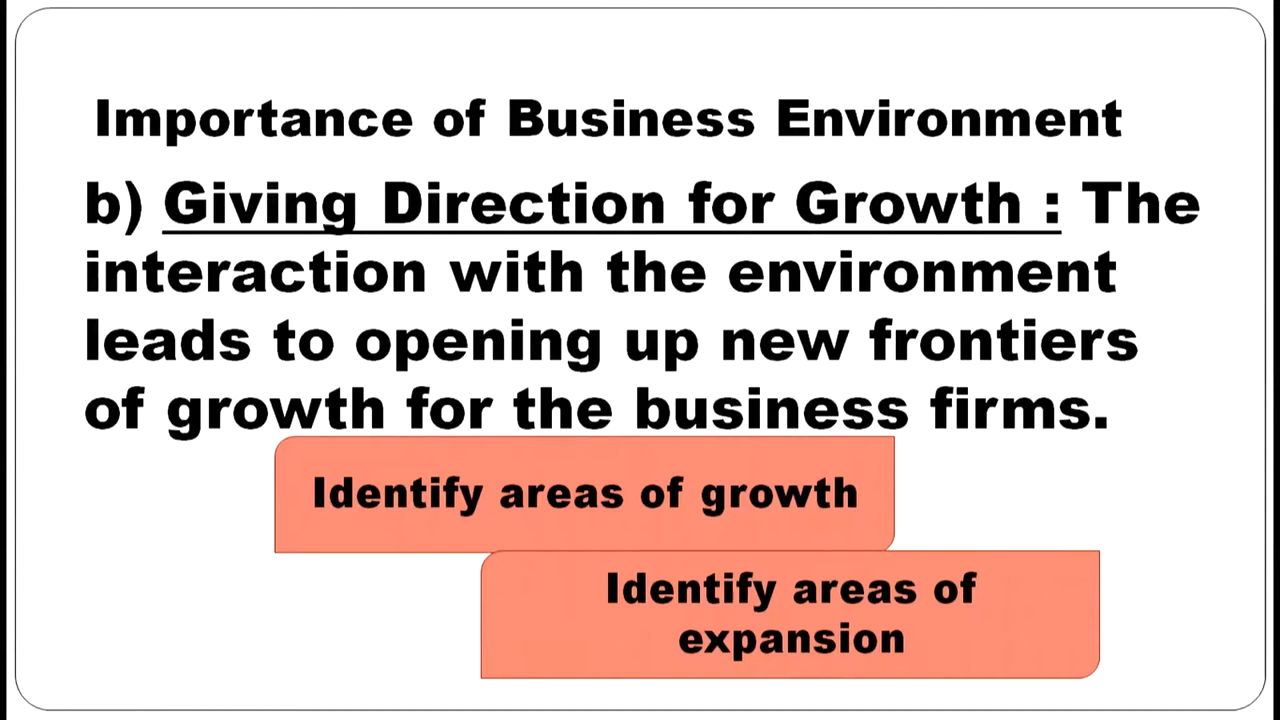 Importance of Business Environment
b) Giving Direction for Growth : The
interaction with the environment
leads to opening up new frontiers
of growth for the business firms.
Identify areas of growth
Identify areas of
expansion